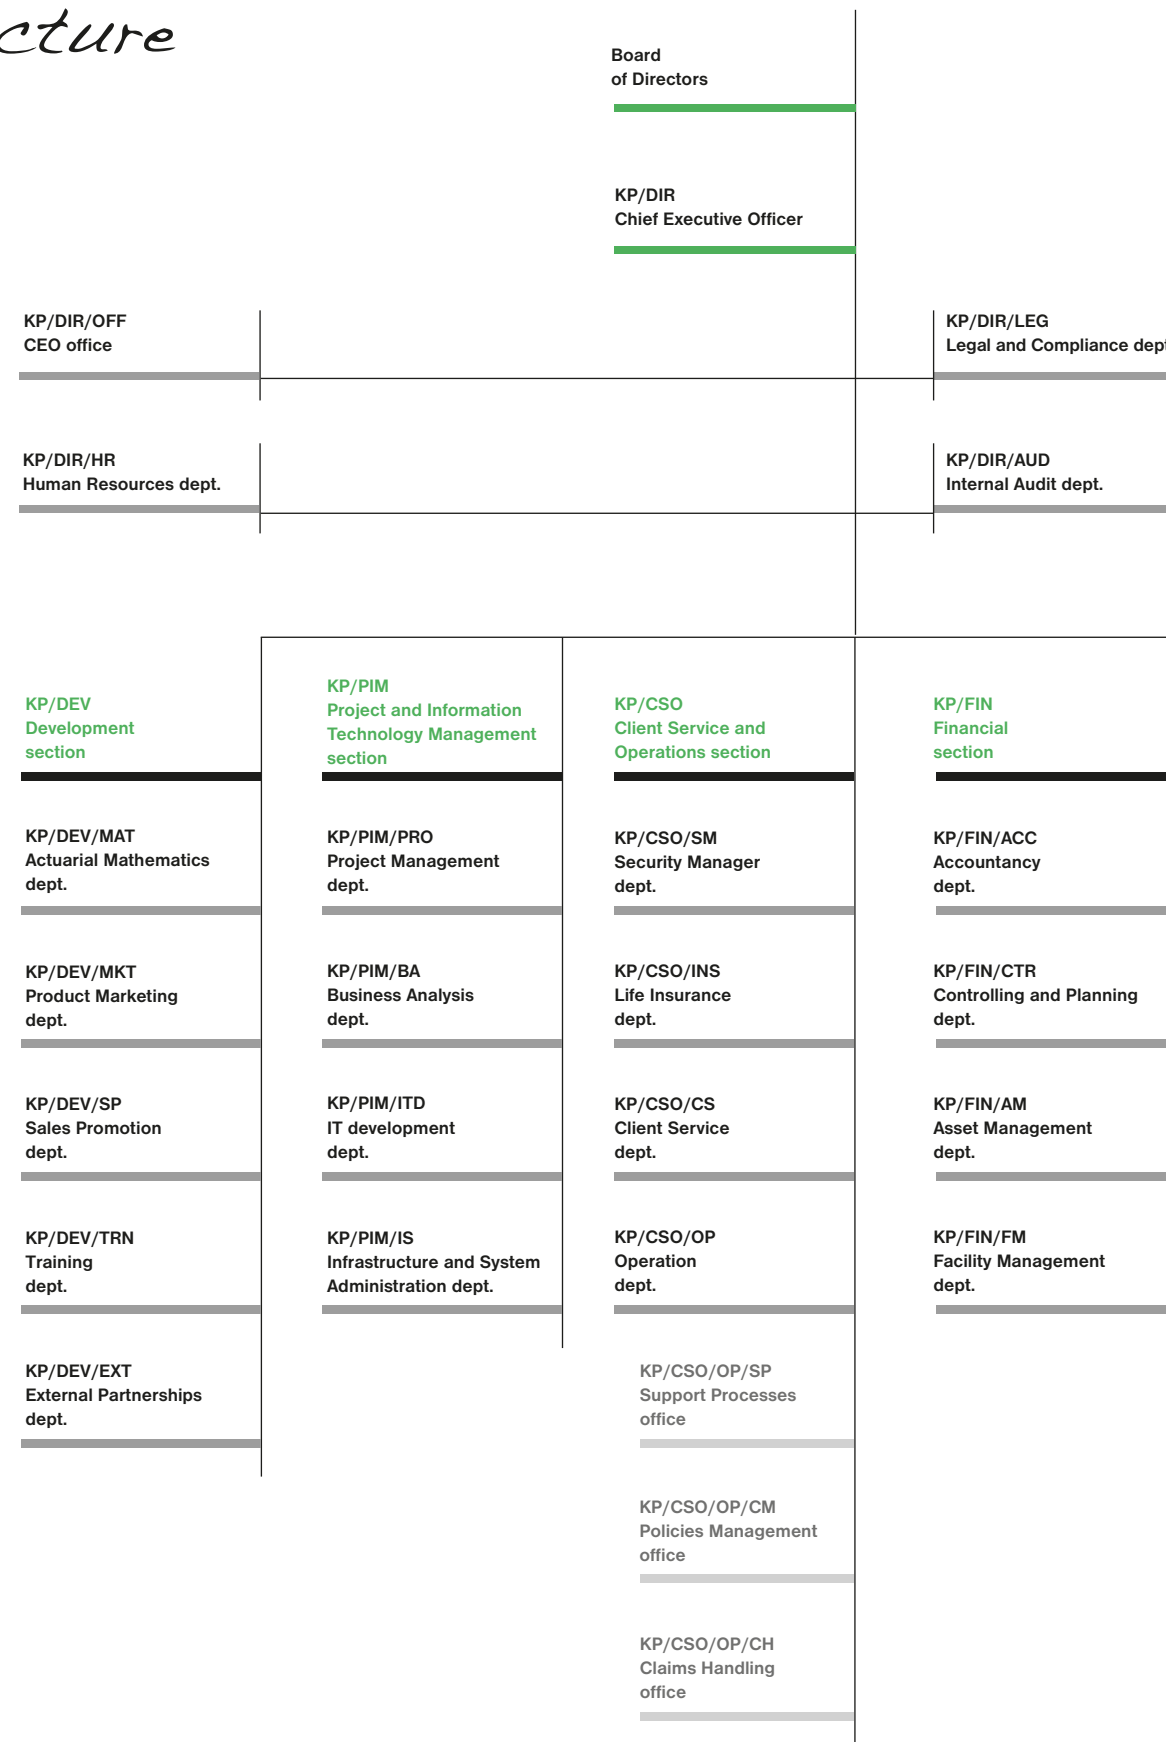 cture
Board
of Directors
KP/DIR
Chief Executive Officer
KP/DIR/OFF
CEO office
KP/DIR/LEG
Legal and Compliance dept
KP/DIR/HR
Human Resources dept.
KP/DIR/AUD
Internal Audit dept.
KP/DEV
Development
section
KP/PIM
Project and Information
Technology Management
section
KP/CSO
Client Service and
Operations section
KP/FIN
Financial
section
KP/DEV/MAT
Actuarial Mathematics
dept.
KP/PIM/PRO
Project Management
dept.
KP/CSO/SM
Security Manager
dept.
KP/FIN/ACC
Accountancy
dept.
KP/DEV/MKT
Product Marketing
dept.
KP/PIM/BA
Business Analysis
dept.
KP/CSO/INS
Life Insurance
dept.
KP/FIN/CTR
Controlling and Planning
dept.
KP/DEV/SP
Sales Promotion
dept.
KP/PIM/ITD
IT development
dept.
KP/CSO/CS
Client Service
dept.
KP/FIN/AM
Asset Management
dept.
KP/DEV/TRN
Training
dept.
KP/PIM/IS
Infrastructure and System
Administration dept.
KP/CSO/OP
Operation
dept.
KP/FIN/FM
Facility Management
dept.
KP/DEV/EXT
External Partnerships
dept.
KP/CSO/OP/SP
Support Processes
office
KP/CSO/OP/CM
Policies Management
office
KP/CSO/OP/CH
Claims Handling
office